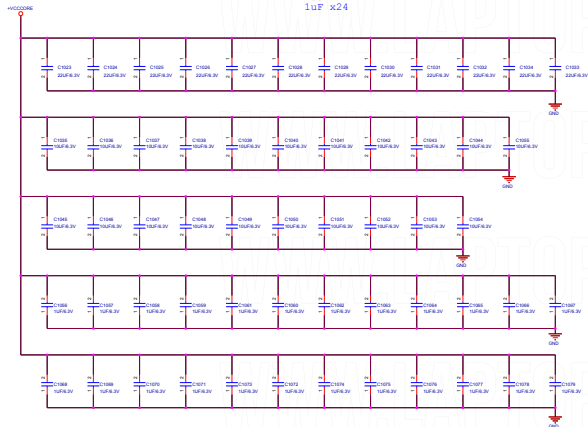 +VCCCORE
1uF x24
C1023 C1024 C1025 C1026 C1027 C1028 C1029 C1030 C1031 C1032 C1034 C1033
22UF/6.3V 22UF/6.3V 22UF/6.3V 22UF/6.3V 22UF/6.3V 22UF/6.3V 22UF/6.3V 22UF/6.3V 22UF/6.3V 22UF/6.3V 22UF/6.3V 22UF/6.3V
GND
C1035 C1036 C1037 C1038 C1039 C1040 C1041 C1042 C1043 C1044 C1055
10UF/6.3V 10UF/6.3V 10UF/6.3V 10UF/6.3V 10UF/6.3V 10UF/6.3V 10UF/6.3V 10UF/6.3V 10UF/6.3V 10UF/6.3V 10UF/6.3V
GND
C1045 C1046 C1047 C1048 C1049 C1050 C1051 C1052 C1053 C1054
10UF/6.3V 10UF/6.3V 10UF/6.3V 10UF/6.3V 10UF/6.3V 10UF/6.3V 10UF/6.3V 10UF/6.3V 10UF/6.3V 10UF/6.3V
GND
C1056 C1057 C1058 C1059 C1061 C1060 C1062 C1063 C1064 C1065 C1066 C1067
1UF/6.3V 1UF/6.3V 1UF/6.3V 1UF/6.3V 1UF/6.3V 1UF/6.3V 1UF/6.3V 1UF/6.3V 1UF/6.3V 1UF/6.3V 1UF/6.3V 1UF/6.3V
GND
C1068 C1069 C1070 C1071 C1073 C1072 C1074 C1075 C1076 C1077 C1078 C1079
1UF/6.3V 1UF/6.3V 1UF/6.3V 1UF/6.3V 1UF/6.3V 1UF/6.3V 1UF/6.3V 1UF/6.3V 1UF/6.3V 1UF/6.3V 1UF/6.3V 1UF/6.3V
GND